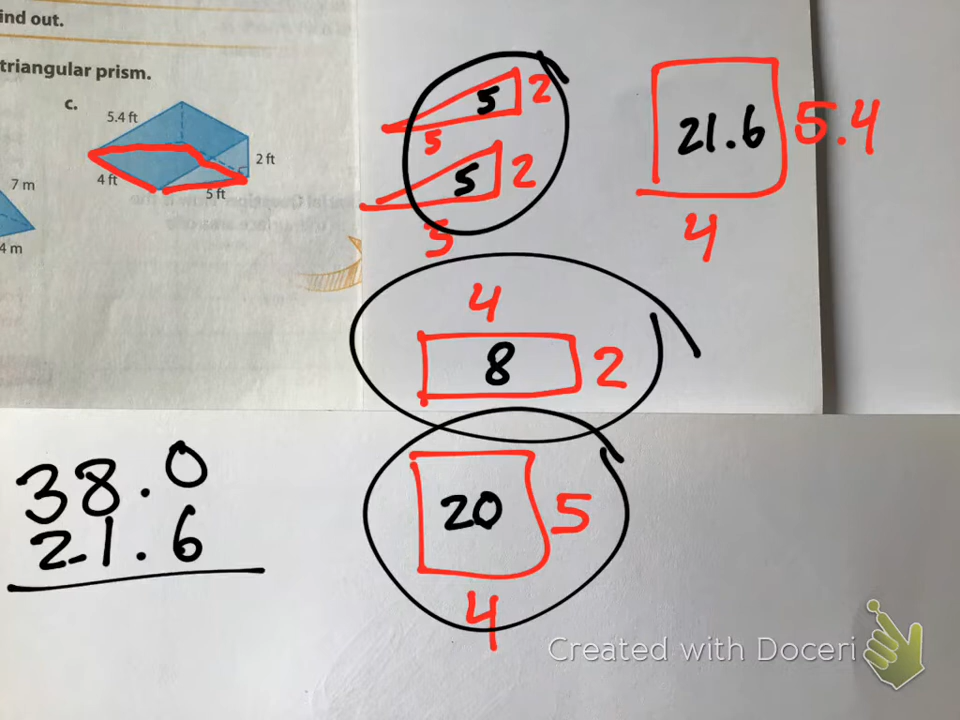 ind out.
triangular prism.
c.
5.4 ft
2 ft
4 ft
5 ft
7 m
4 m
5 2
5
5 2
5
21.6 5.4
4
4
8 2
20 5
4
38.0
21.6
Created with Doceri